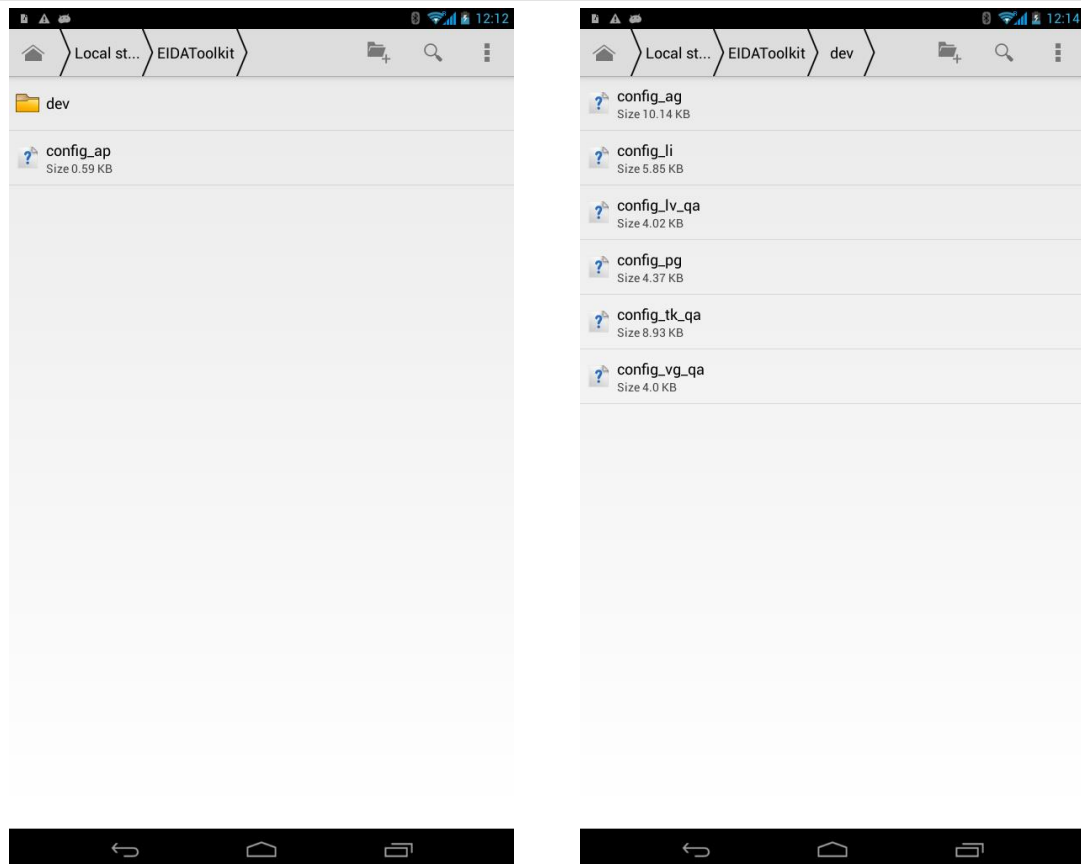 12:12
Local st... EIDAToolkit
dev
config_ap
Size 0.59 KB
12:14
Local st... EIDAToolkit dev
config_ag
Size 10.14 KB
config_li
Size 5.85 KB
config_lv_qa
Size 4.02 KB
config_pg
Size 4.37 KB
config_tk_qa
Size 8.93 KB
config_vg_qa
Size 4.0 KB